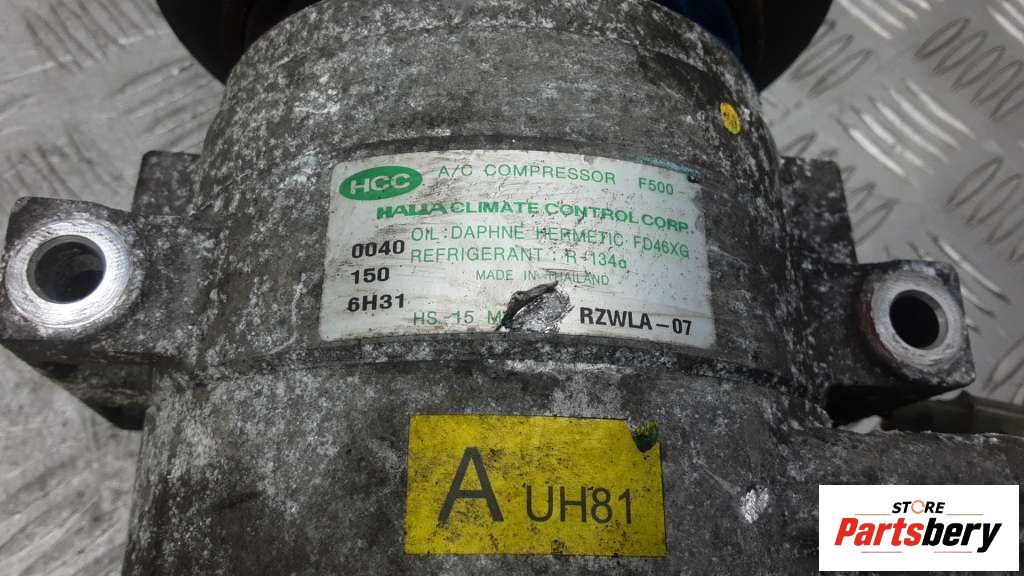 HCC A/C COMPRESSOR F500-
HALLA CLIMATE CONTROL CORP.
OIL : DAPHNE HERMETIC FD46XG
0040 REFRIGERANT : R-134a
150 MADE IN THAILAND
6H31 HS-15 RZWLA-07
A UH81
STORE
Partsbery